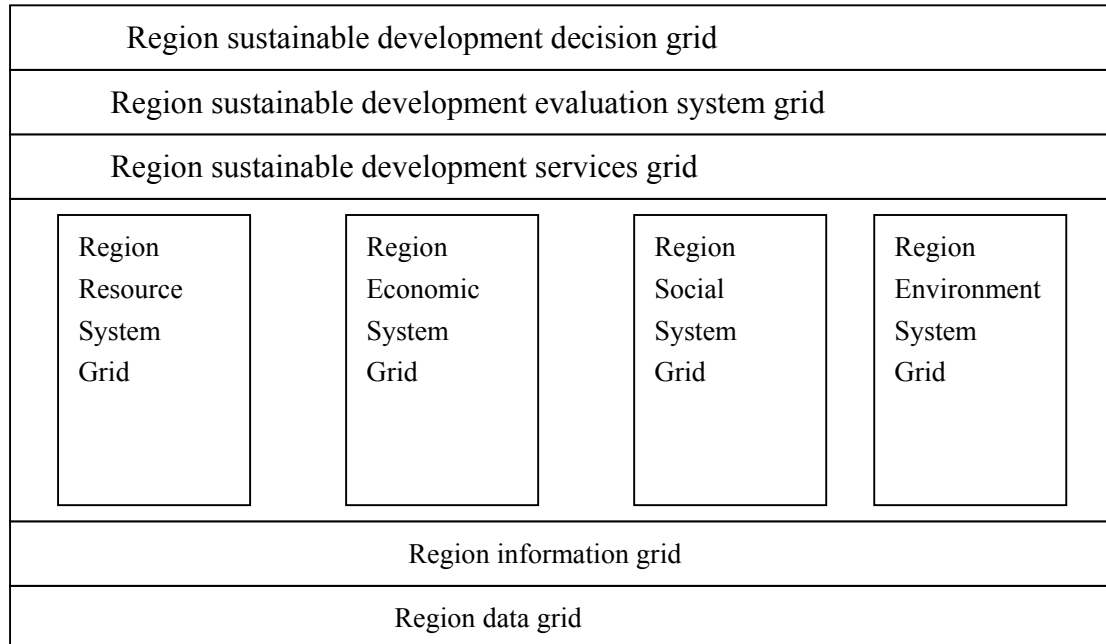 Region sustainable development decision grid
Region sustainable development evaluation system grid
Region sustainable development services grid
Region
Resource
System
Grid
Region
Economic
System
Grid
Region
Social
System
Grid
Region
Environment
System
Grid
Region information grid
Region data grid